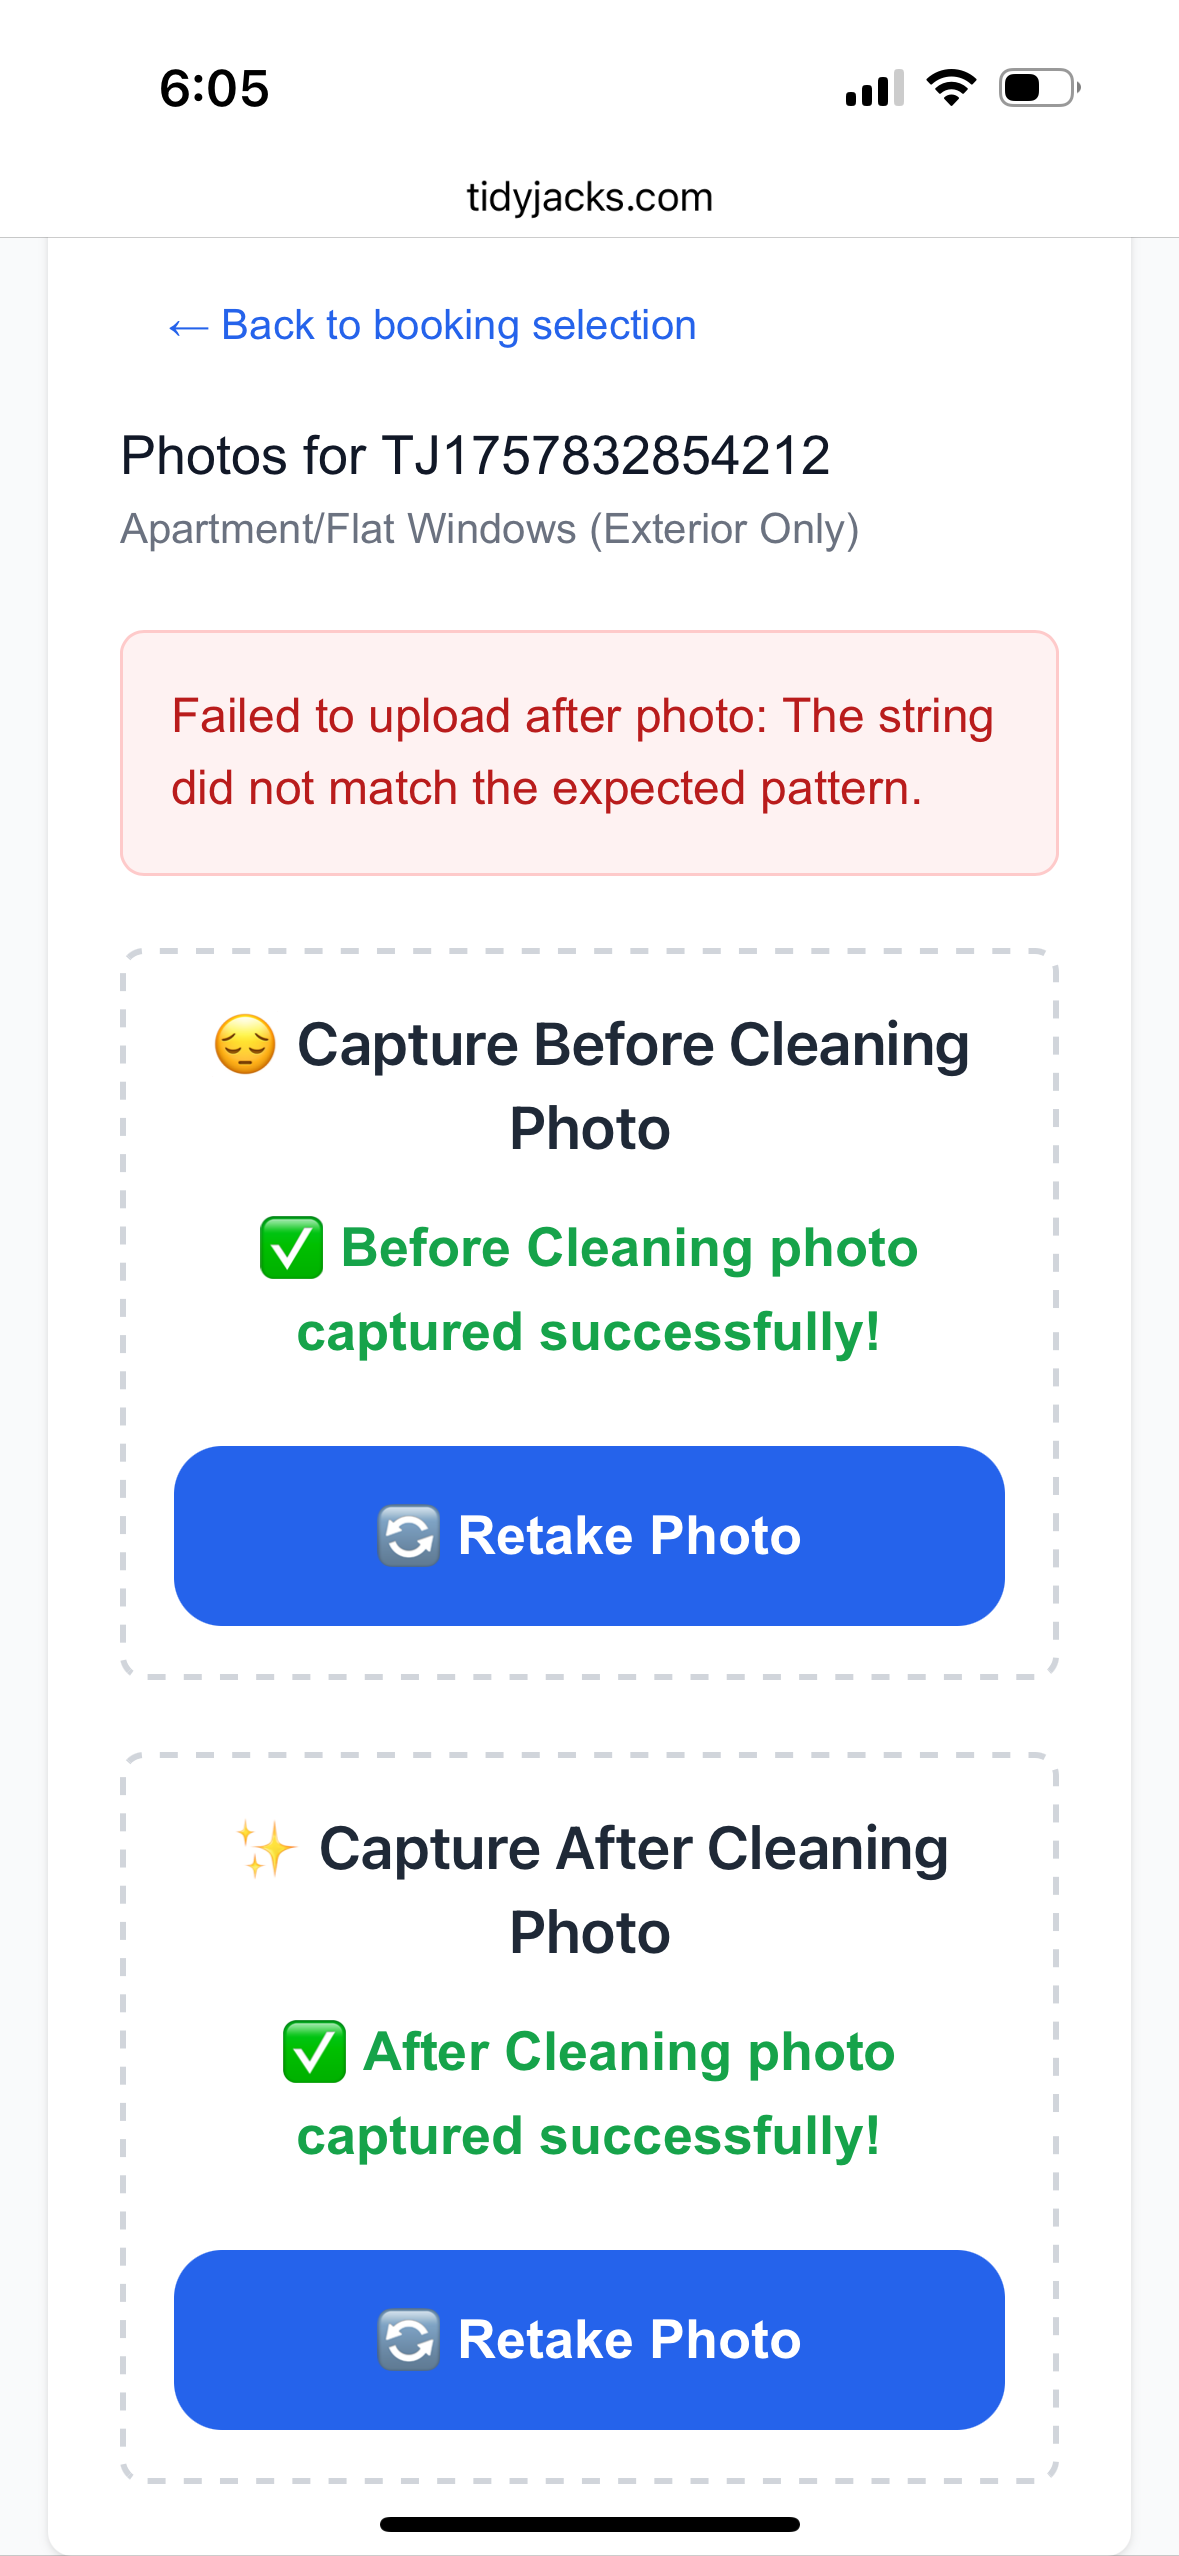 6:05
tidyjacks.com
← Back to booking selection
Photos for TJ1757832854212
Apartment/Flat Windows (Exterior Only)
Failed to upload after photo: The string
did not match the expected pattern.
😔 Capture Before Cleaning
Photo
✅ Before Cleaning photo
captured successfully!
🔄 Retake Photo
✨ Capture After Cleaning
Photo
✅ After Cleaning photo
captured successfully!
🔄 Retake Photo